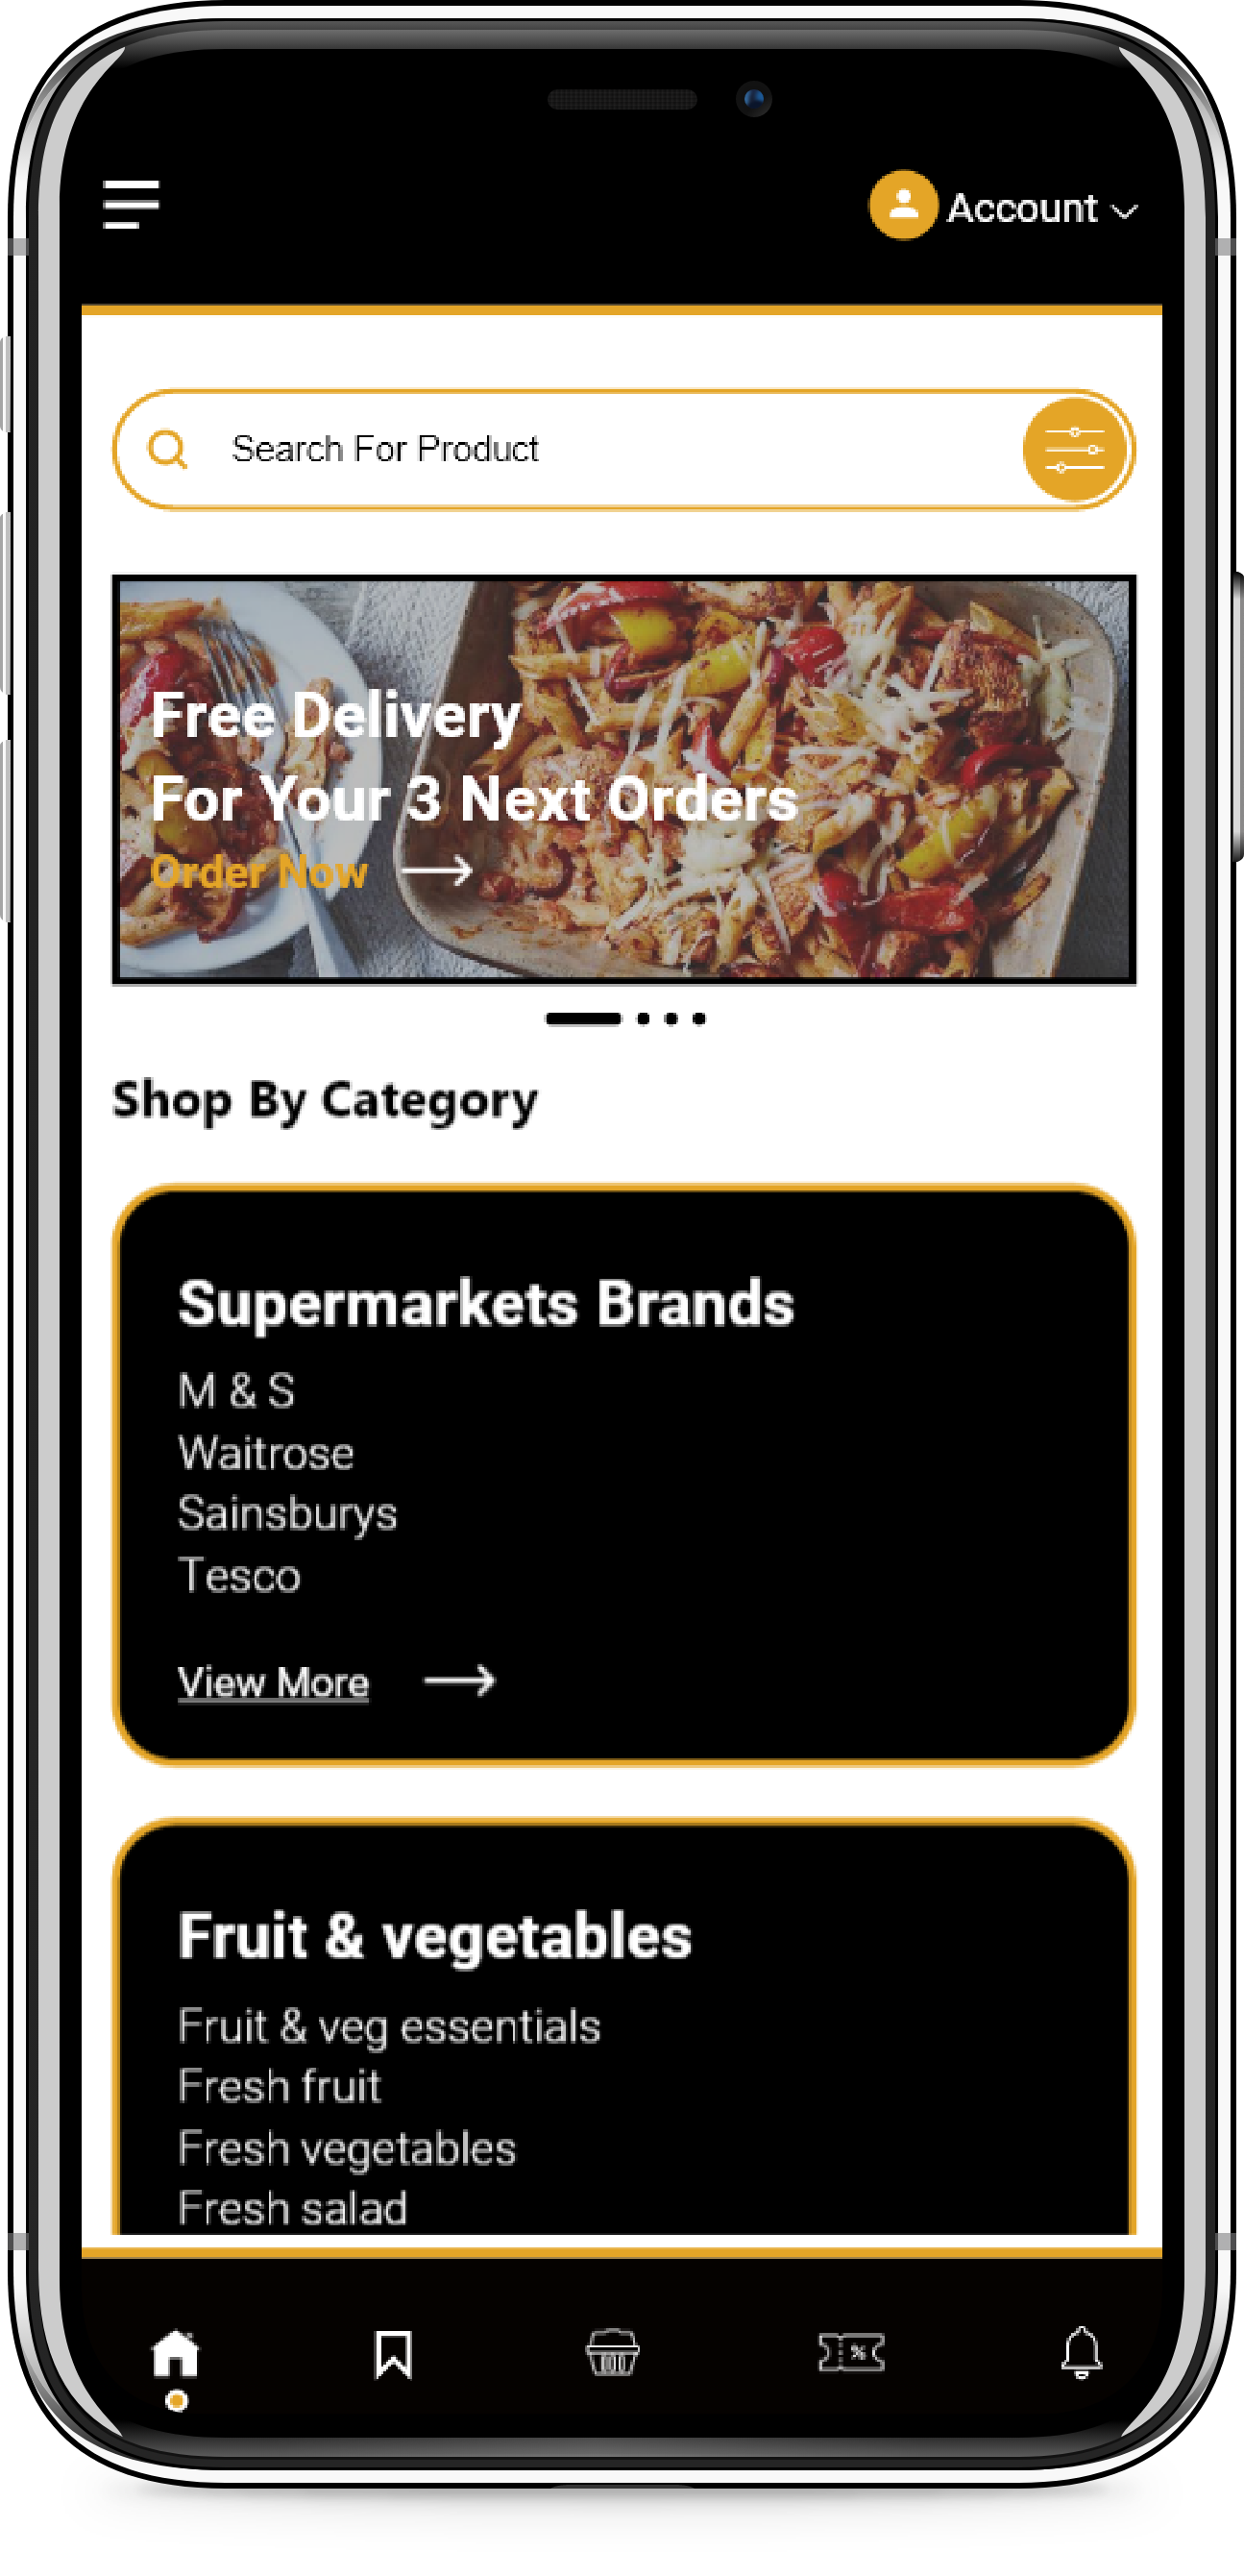 Account
Search For Product
Free Delivery
For Your 3 Next Orders
Order Now
Shop By Category
Supermarkets Brands
M & S
Waitrose
Sainsburys
Tesco
View More
Fruit & vegetables
Fruit & veg essentials
Fresh fruit
Fresh vegetables
Fresh salad
%